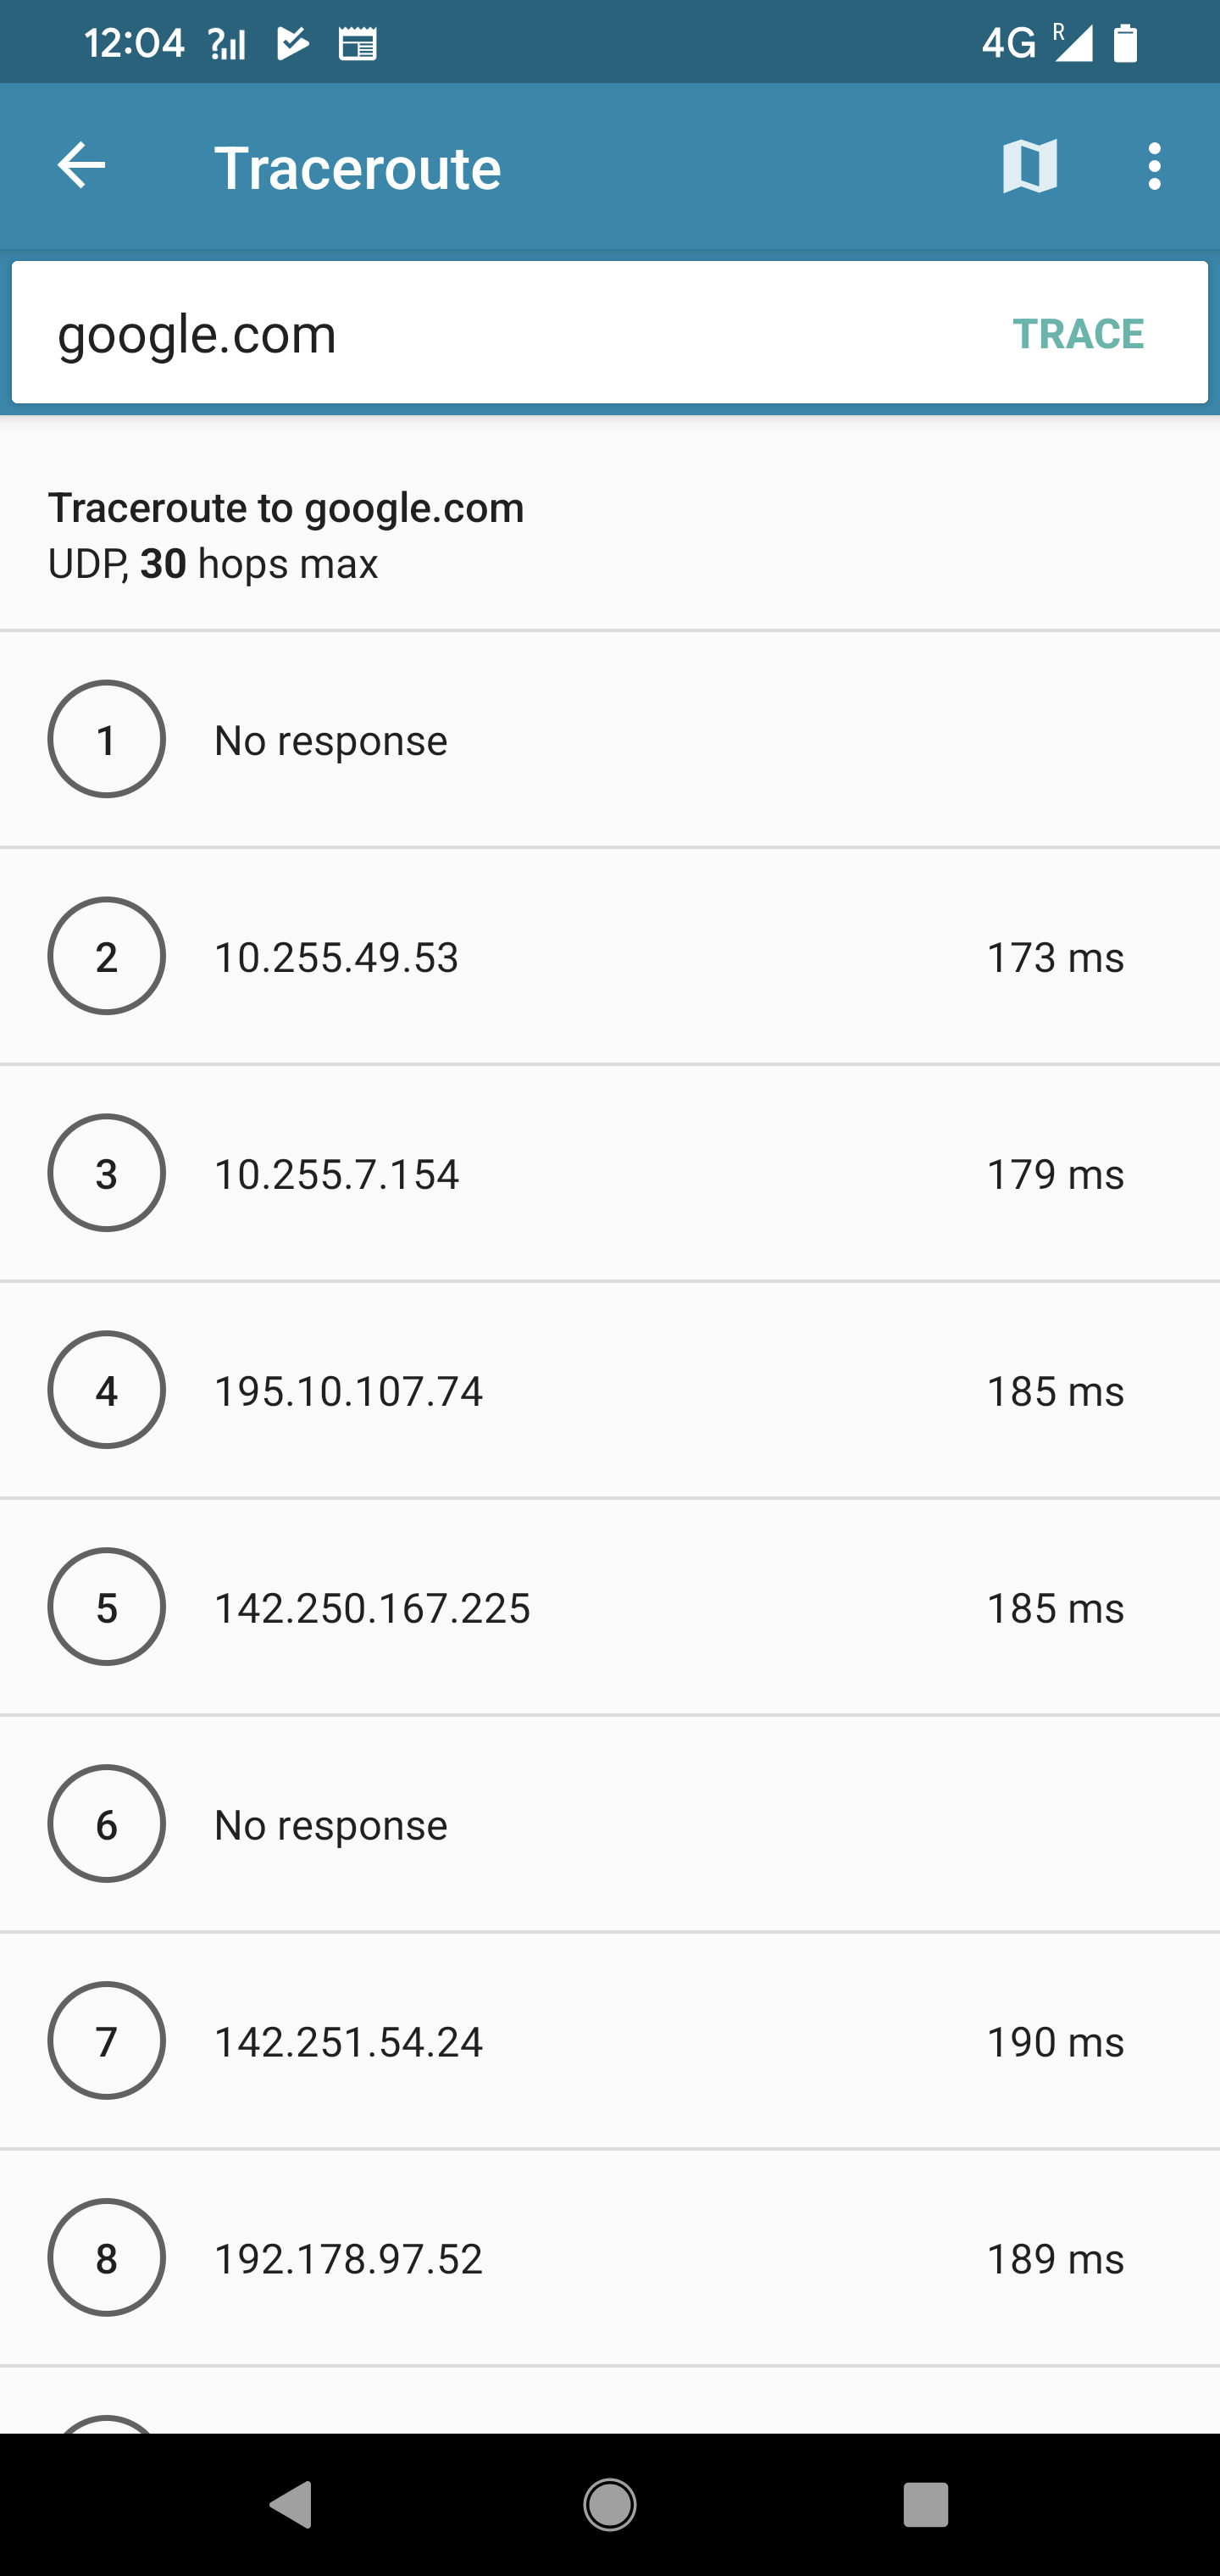 12:04 4G R
Traceroute
google.com TRACE
Traceroute to google.com
UDP, 30 hops max
1 No response
2 10.255.49.53 173 ms
3 10.255.7.154 179 ms
4 195.10.107.74 185 ms
5 142.250.167.225 185 ms
6 No response
7 142.251.54.24 190 ms
8 192.178.97.52 189 ms